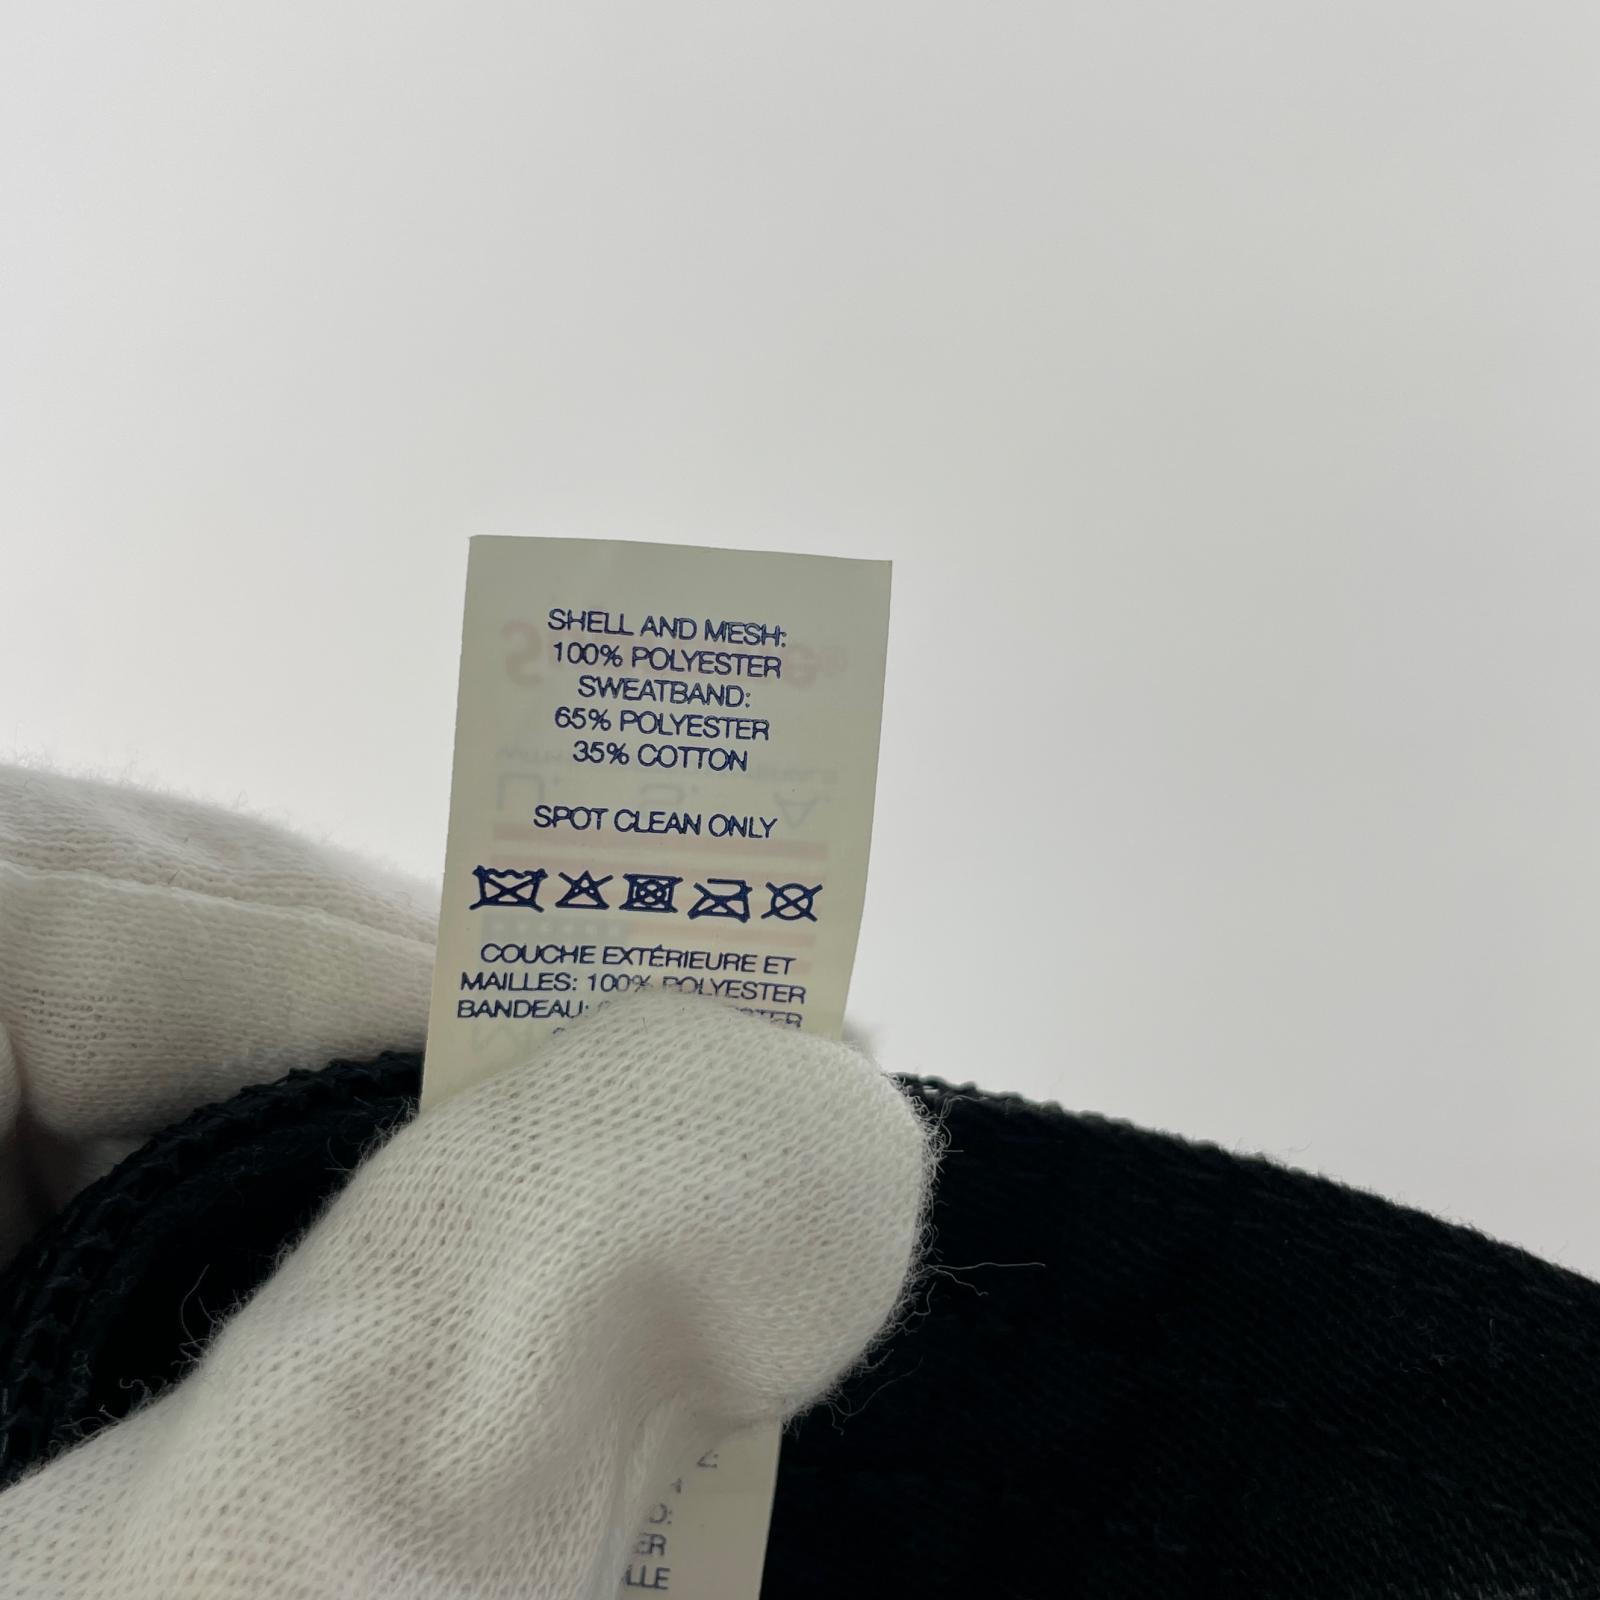 SHELL AND MESH:
100% POLYESTER
SWEATBAND:
65% POLYESTER
35% COTTON
SPOT CLEAN ONLY
COUCHE EXTÉRIEURE ET
MAILLES: 100% POLYESTER
BANDEAU: